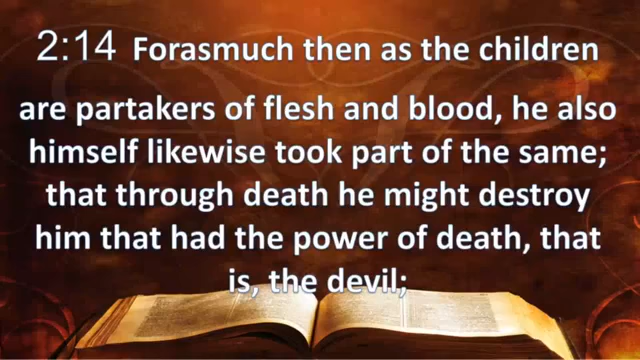 2:14 Forasmuch then as the children
are partakers of flesh and blood, he also
himself likewise took part of the same;
that through death he might destroy
him that had the power of death, that
is, the devil;